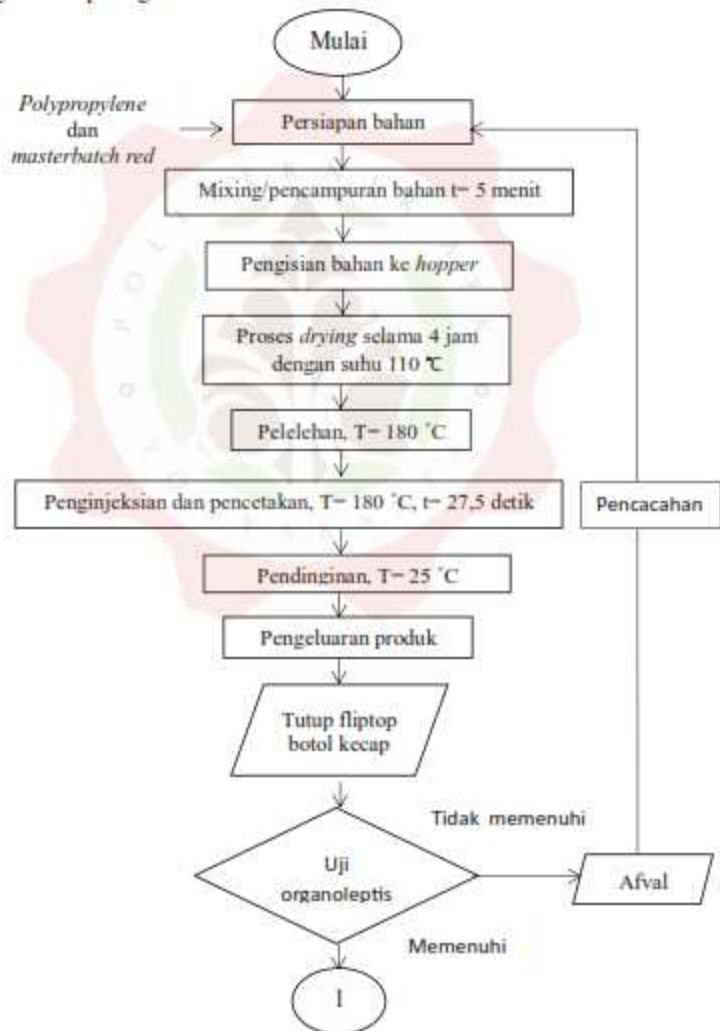 Mulai
Polypropylene
dan
masterbatch red
Persiapan bahan
Mixing/pencampuran bahan t= 5 menit
Pengisian bahan ke hopper
Proses drying selama 4 jam
dengan suhu 110 ℃
Pelelehan, T= 180 ˚C
Penginjeksian dan pencetakan, T= 180 ˚C, t= 27,5 detik
Pencacahan
Pendinginan, T= 25 ˚C
Pengeluaran produk
Tutup fliptop
botol kecap
Tidak memenuhi
Uji
organoleptis
Afval
Memenuhi
1